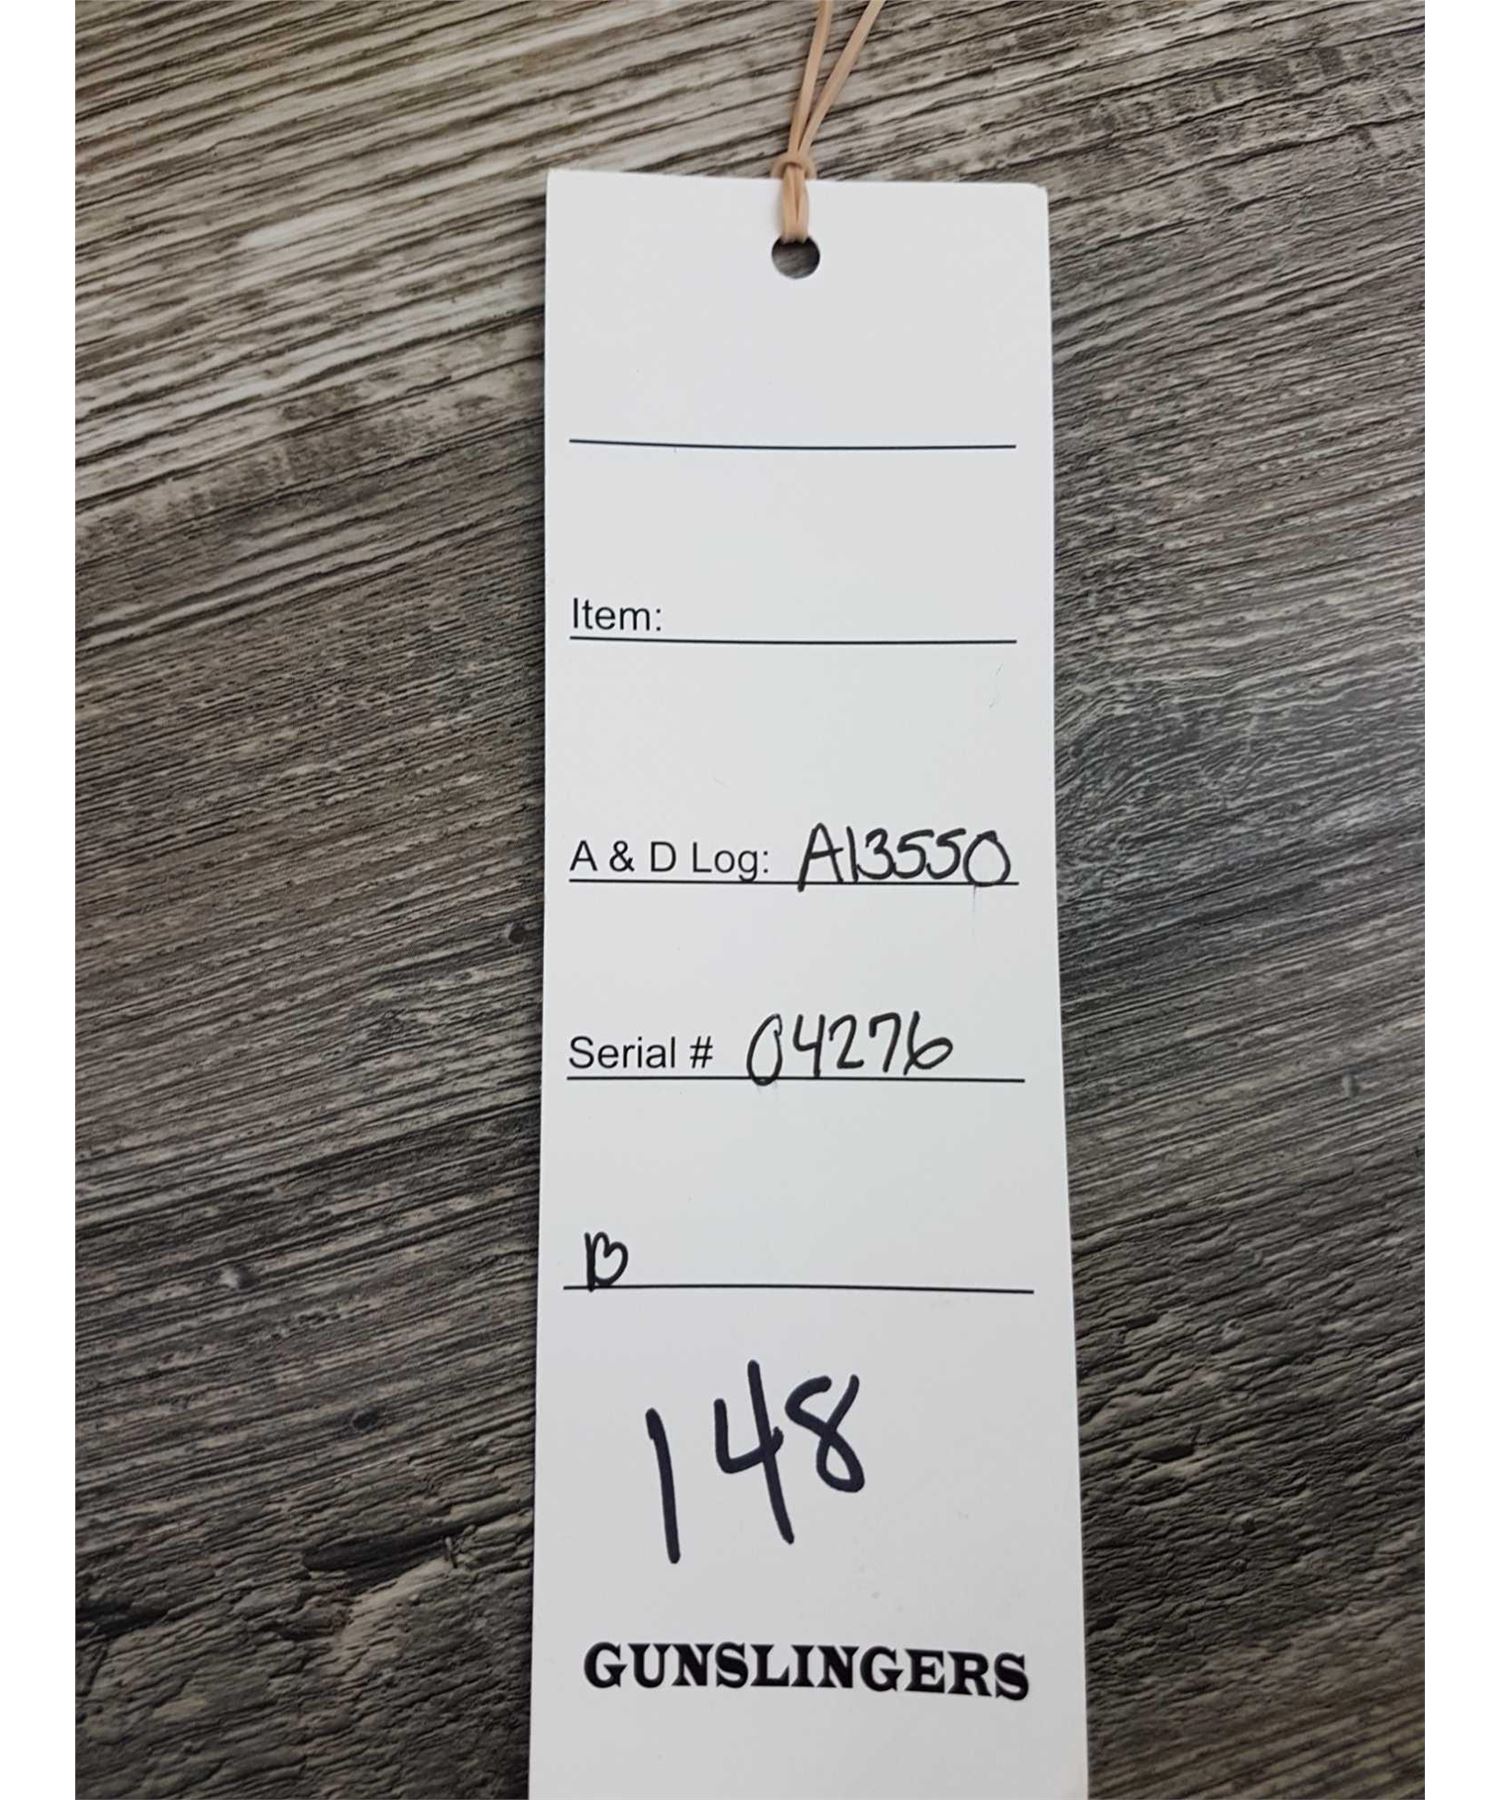 Item:
A & D Log: A13550
Serial # 04276
B
148
GUNSLINGERS